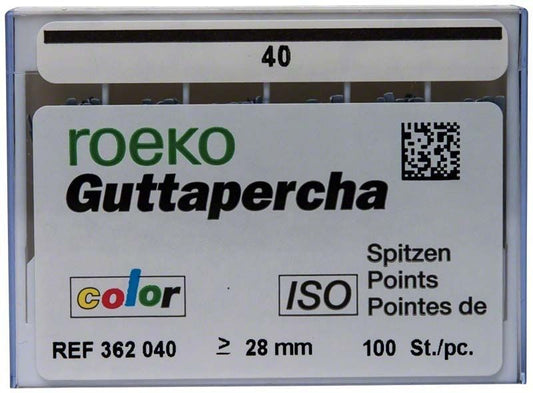 40
roeko
Guttapercha
color
ISO
Spitzen
Points
Pointes de
REF 362 040 ≥ 28 mm 100 St./pc.